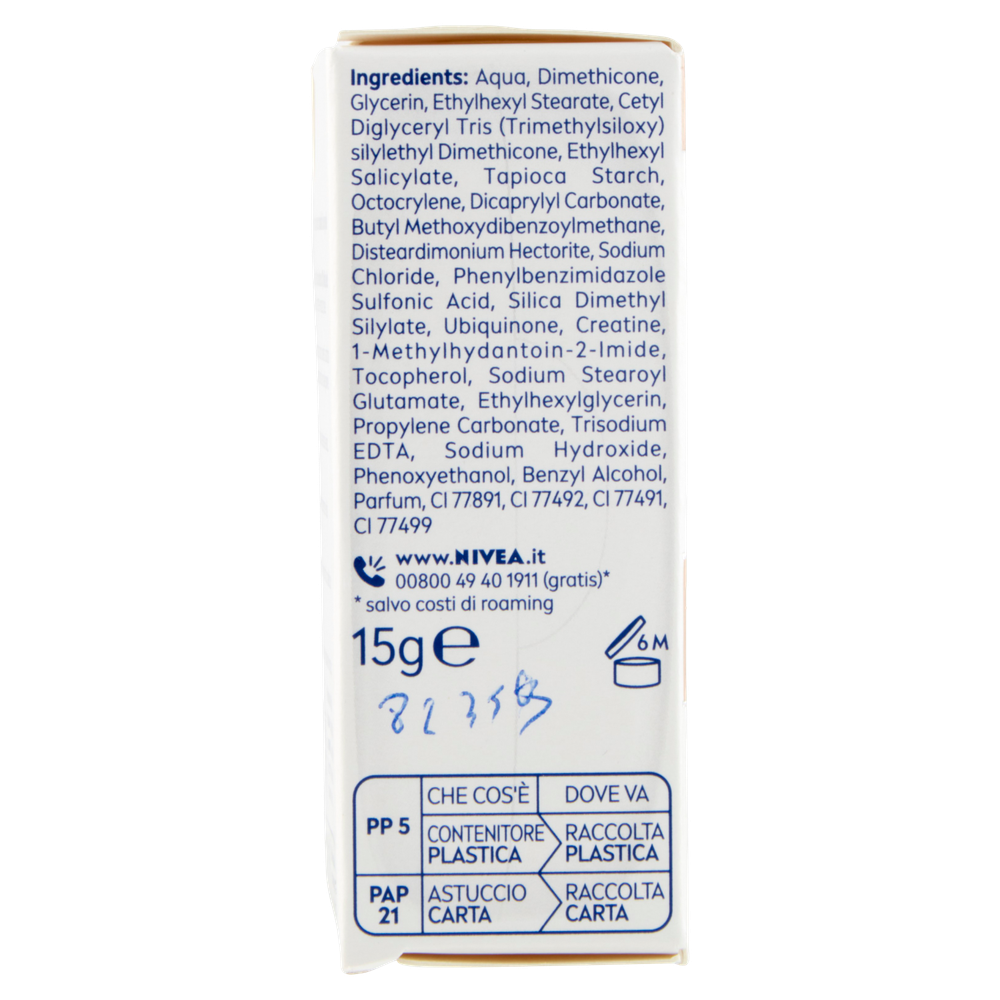 Ingredients: Aqua, Dimethicone,
Glycerin, Ethylhexyl Stearate, Cetyl
Diglyceryl Tris (Trimethylsiloxy)
silylethyl Dimethicone, Ethylhexyl
Salicylate, Tapioca Starch,
Octocrylene, Dicaprylyl Carbonate,
Butyl Methoxydibenzoylmethane,
Disteardimonium Hectorite, Sodium
Chloride, Phenylbenzimidazole
Sulfonic Acid, Silica Dimethyl
Silylate, Ubiquinone, Creatine,
1-Methylhydantoin-2-Imide,
Tocopherol, Sodium Stearoyl
Glutamate, Ethylhexylglycerin,
Propylene Carbonate, Trisodium
EDTA, Sodium Hydroxide,
Phenoxyethanol, Benzyl Alcohol,
Parfum, CI 77891, CI 77492, CI 77491,
CI 77499
www.NIVEA.it
00800 49 40 1911 (gratis)*
* salvo costi di roaming
15g e
6 M
CHE COS'È DOVE VA
PP 5
CONTENITORE RACCOLTA
PLASTICA PLASTICA
PAP ASTUCCIO RACCOLTA
21 CARTA CARTA